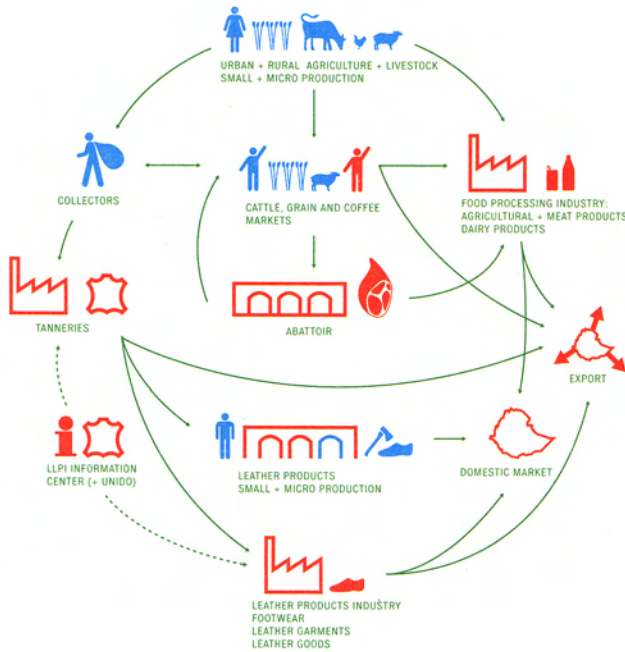 URBAN + RURAL AGRICULTURE + LIVESTOCK
SMALL + MICRO PRODUCTION
COLLECTORS
CATTLE, GRAIN AND COFFEE
MARKETS
FOOD PROCESSING INDUSTRY:
AGRICULTURAL + MEAT PRODUCTS
DAIRY PRODUCTS
TANNERIES
ABATTOIR
EXPORT
LLPI INFORMATION
CENTER (+ UNIDO)
LEATHER PRODUCTS
SMALL + MICRO PRODUCTION
DOMESTIC MARKET
LEATHER PRODUCTS INDUSTRY
FOOTWEAR
LEATHER GARMENTS
LEATHER GOODS